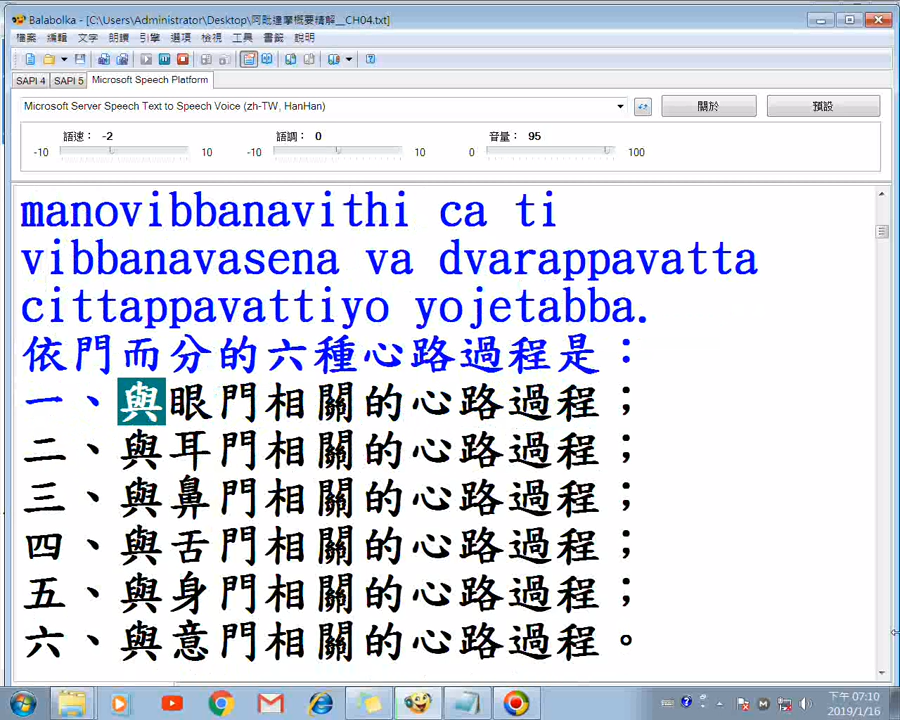 Balabolka - [C:\Users\Administrator\Desktop\阿毗達摩概要精解__CH04.txt]
檔案 編輯 文字 朗讀 引擎 選項 檢視 工具 書籤 說明
SAPI 4 SAPI 5 Microsoft Speech Platform
Microsoft Server Speech Text to Speech Voice (zh-TW, HanHan) 關於 預設
語速： -2 語調： 0 音量： 95
-10 10 -10 10 0 100
manovibbanavithi ca ti
vibbanavasena va dvarappavatta
cittappavattiyo yojetabba.
依門而分的六種心路過程是：
一、與眼門相關的心路過程；
二、與耳門相關的心路過程；
三、與鼻門相關的心路過程；
四、與舌門相關的心路過程；
五、與身門相關的心路過程；
六、與意門相關的心路過程。
下午 07:10
2019/1/16